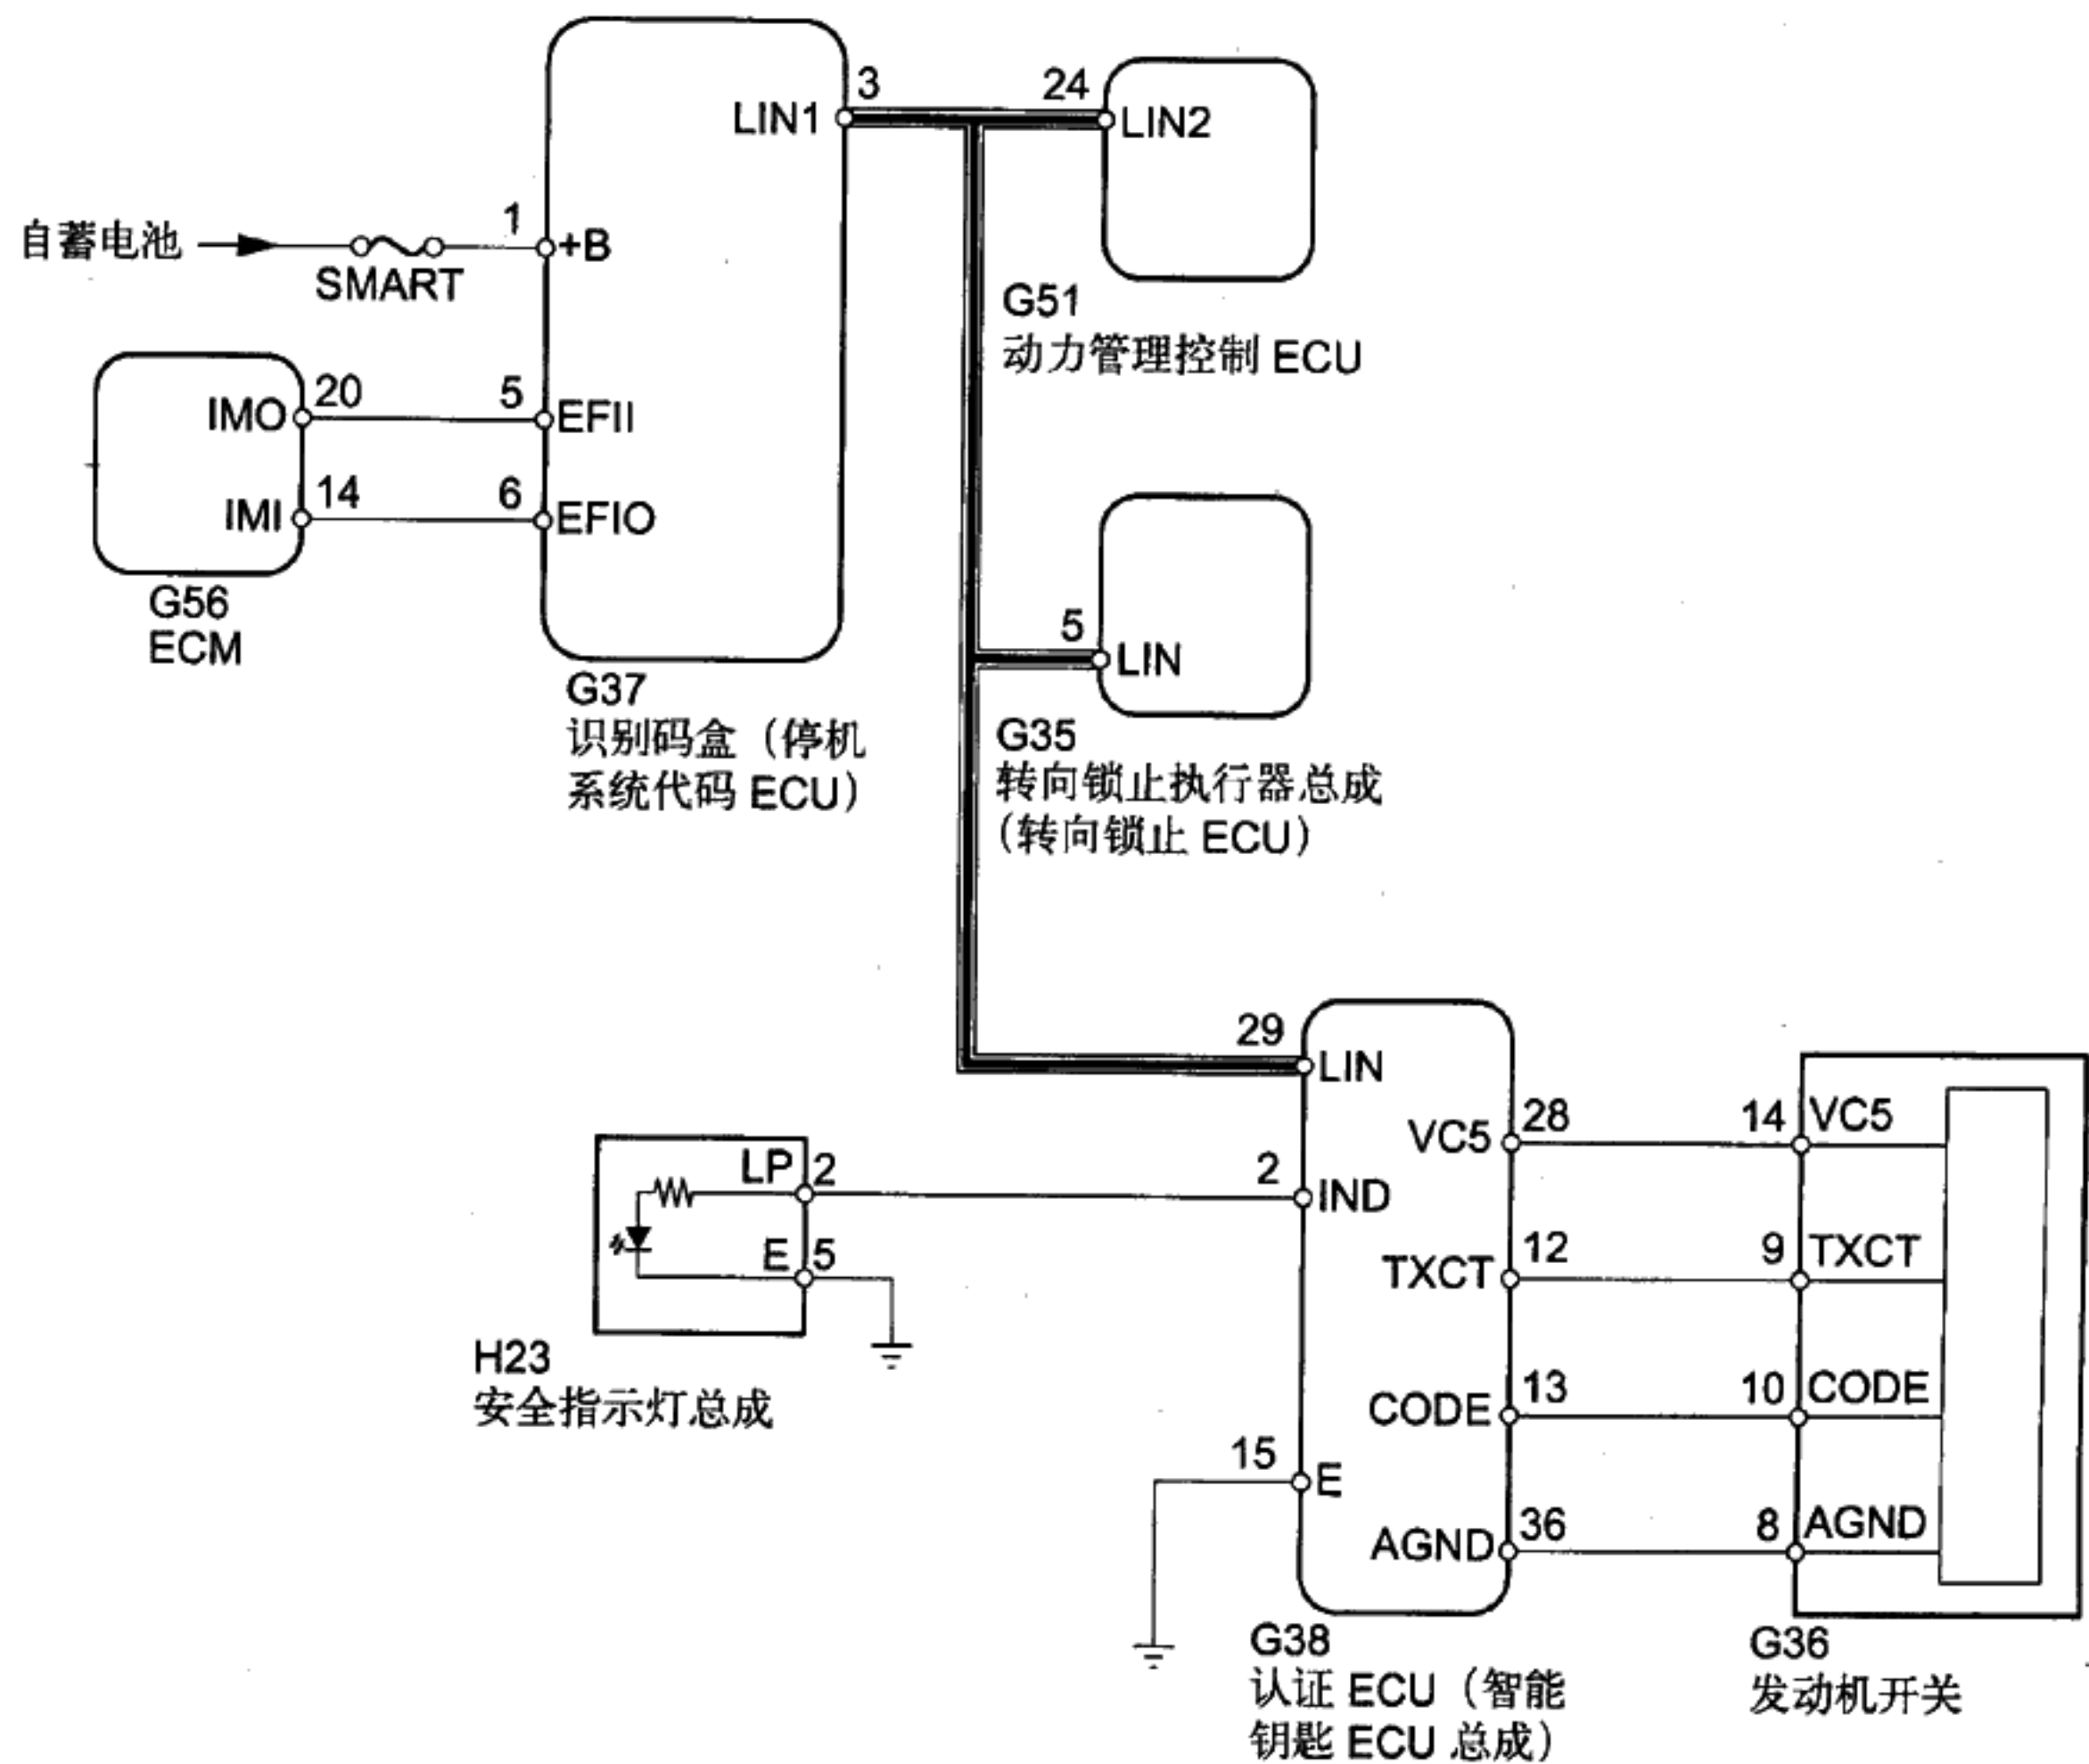 3
24
LIN1
LIN2
1
自蓄电池
+B
SMART
G51
动力管理控制 ECU
IMO
20
5
EFII
IMI
14
6
EFIO
G56
ECM
5
LIN
G37
识别码盒（停机
系统代码 ECU）
G35
转向锁止执行器总成
（转向锁止 ECU）
29
LIN
VC5
28
14
VC5
LP
2
2
IND
E
5
TXCT
12
9
TXCT
H23
安全指示灯总成
CODE
13
10
CODE
15
E
AGND
36
8
AGND
G38
认证 ECU（智能
钥匙 ECU 总成）
G36
发动机开关